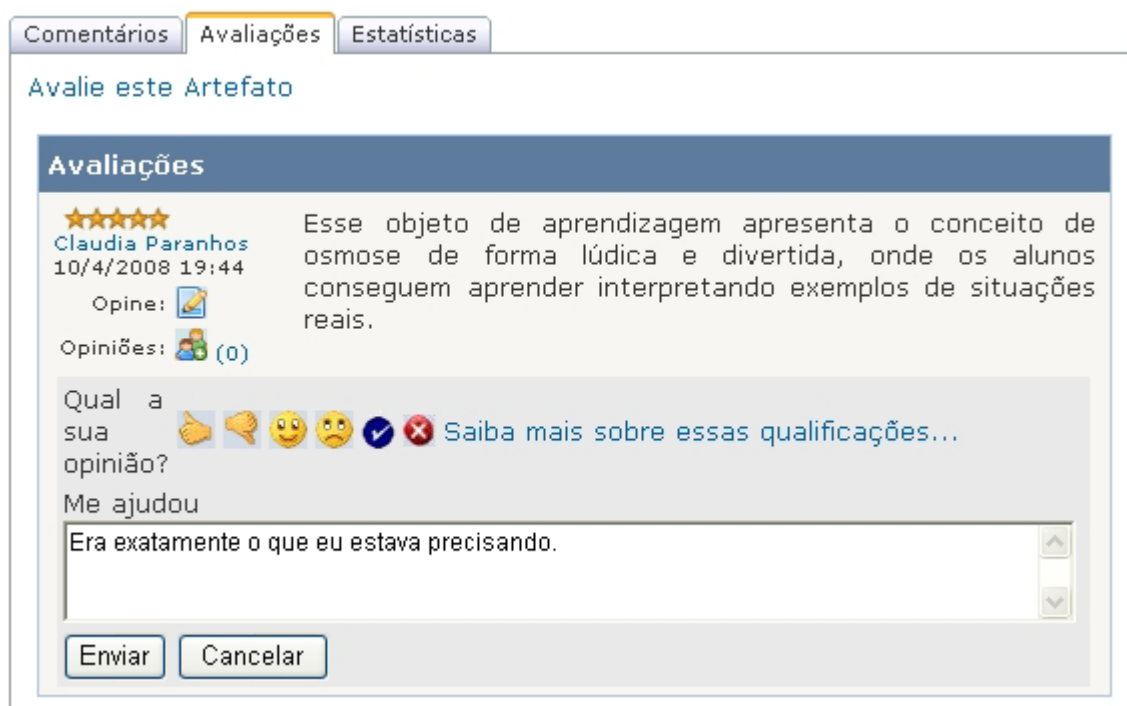 Comentários Avaliações Estatísticas
Avalie este Artefato
Avaliações
Claudia Paranhos
10/4/2008 19:44
Opine:
Opiniões: (0)
Esse objeto de aprendizagem apresenta o conceito de
osmose de forma lúdica e divertida, onde os alunos
conseguem aprender interpretando exemplos de situações
reais.
Qual a
sua
opinião?
Saiba mais sobre essas qualificações...
Me ajudou
Era exatamente o que eu estava precisando.
Enviar Cancelar